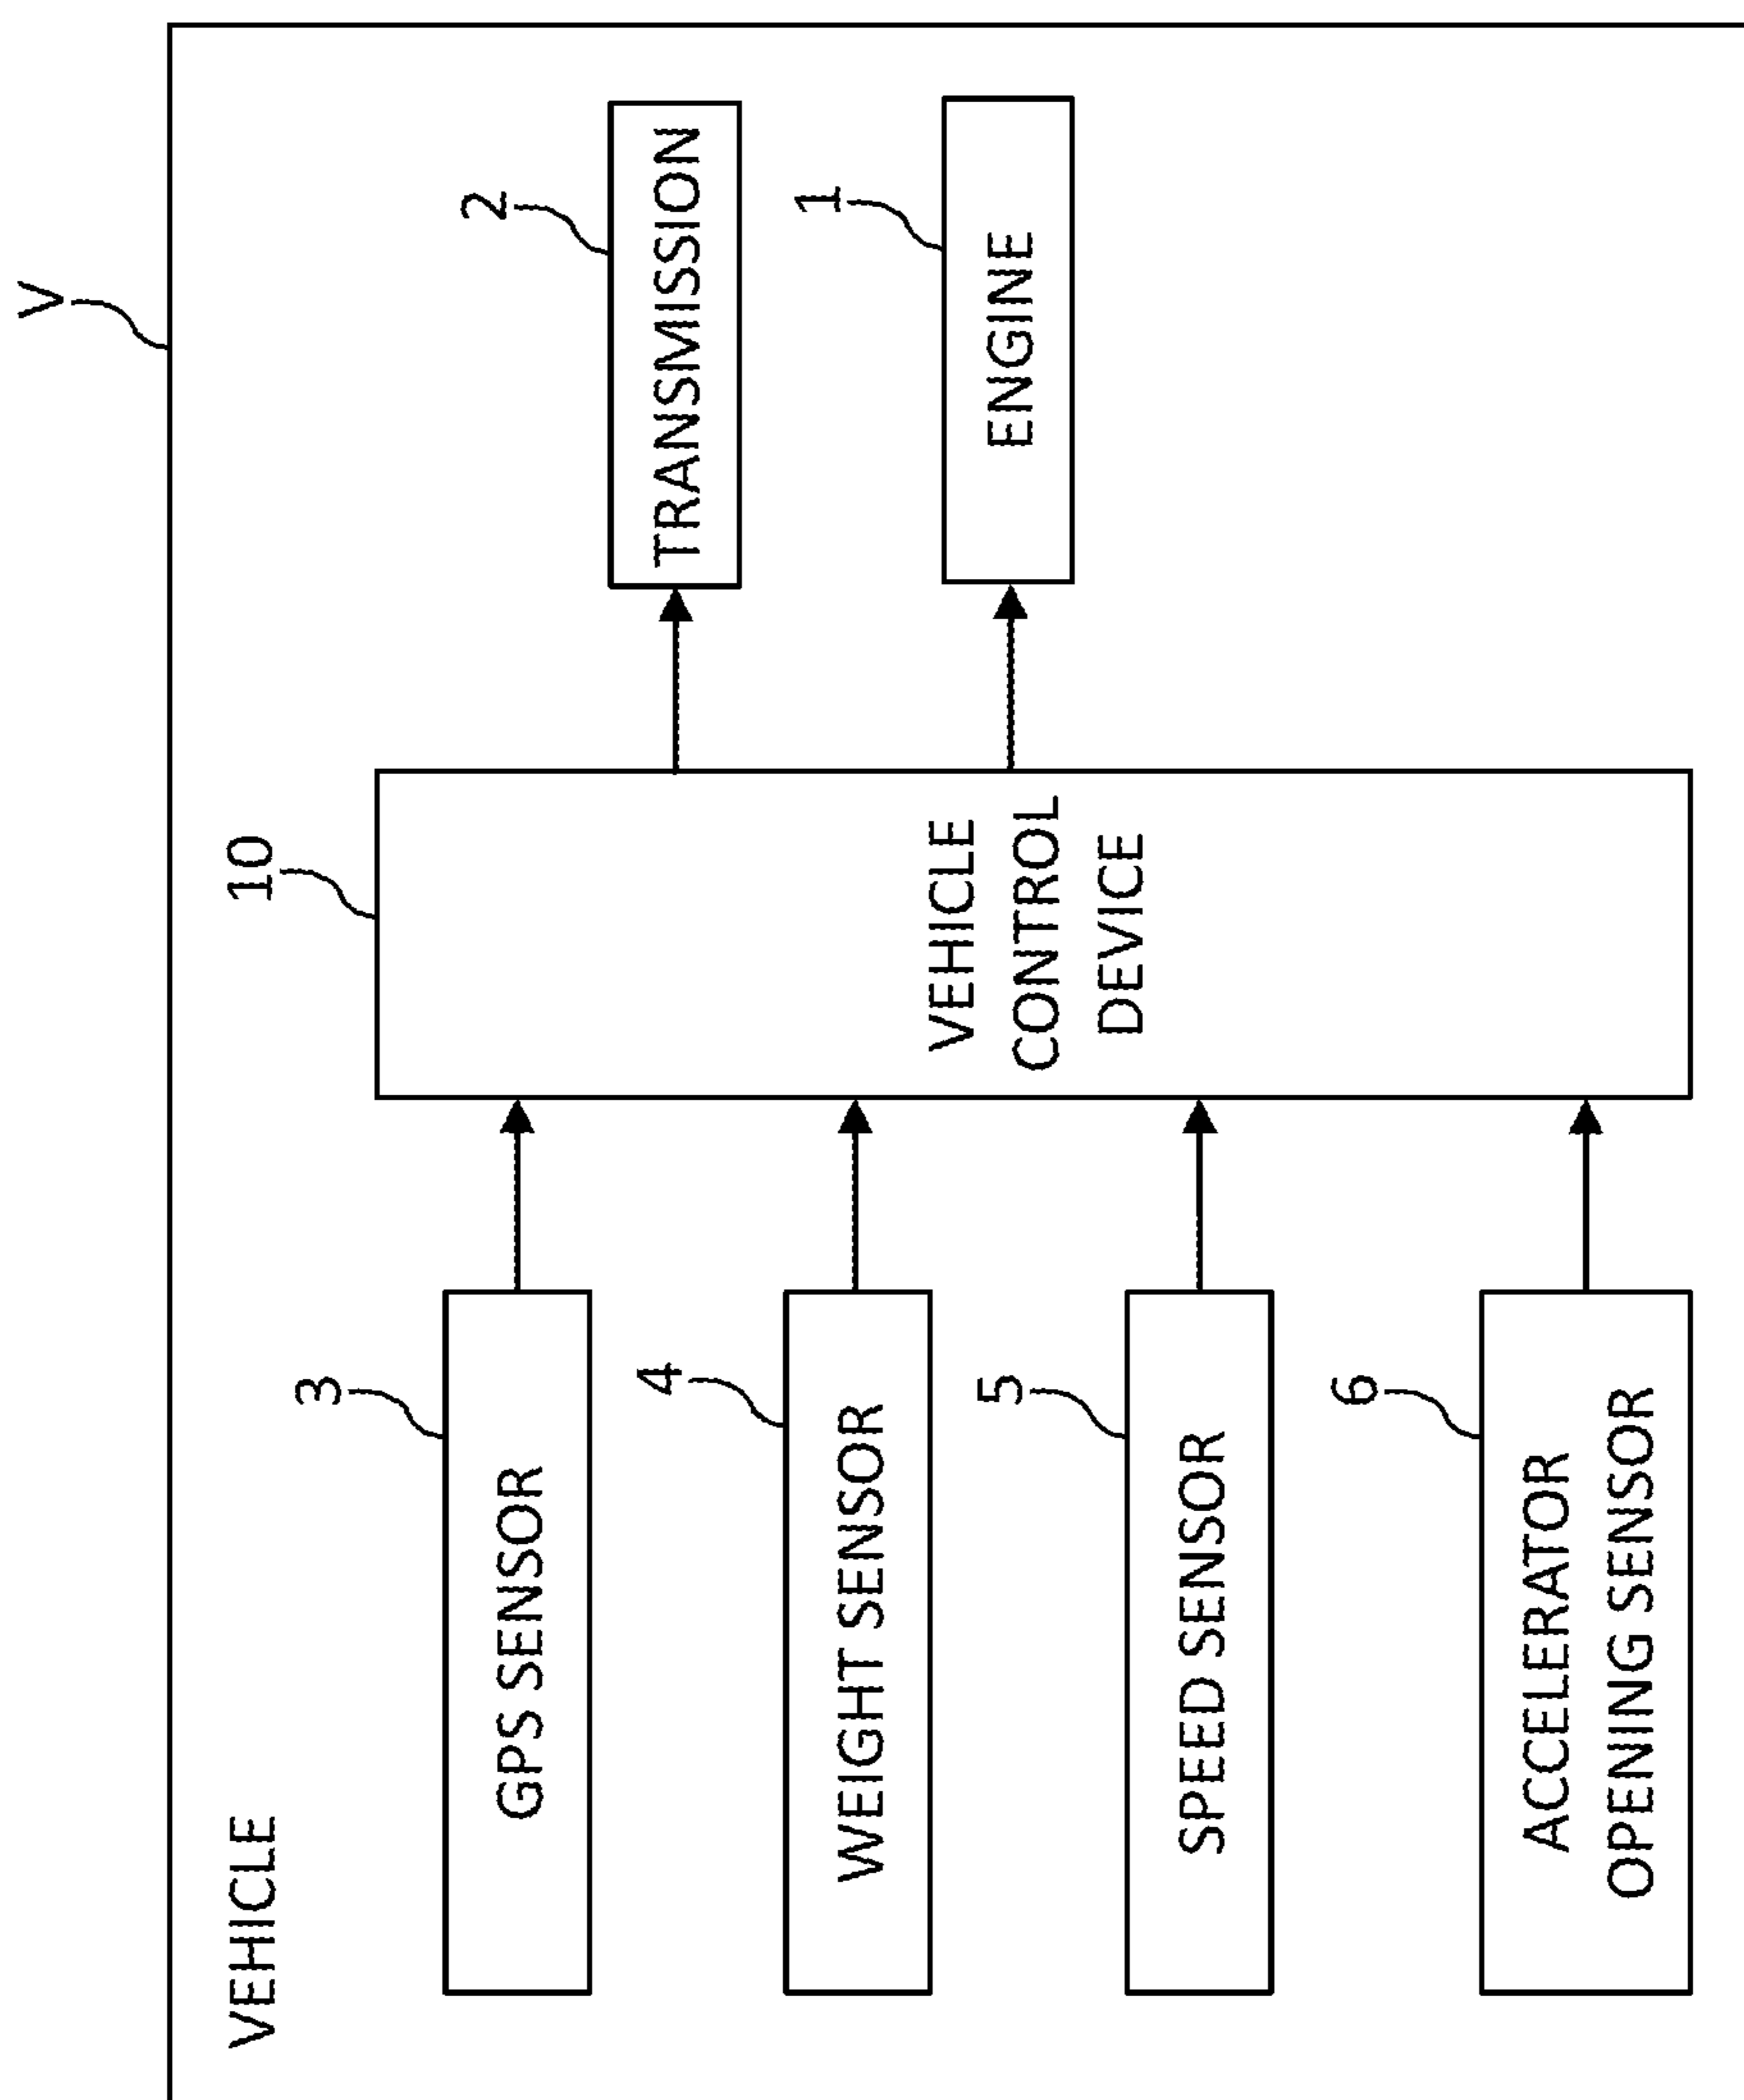 V
VEHICLE
3
GPS SENSOR
4
WEIGHT SENSOR
5
SPEED SENSOR
6
ACCELERATOR
OPENING SENSOR
10
VEHICLE
CONTROL
DEVICE
2
TRANSMISSION
1
ENGINE